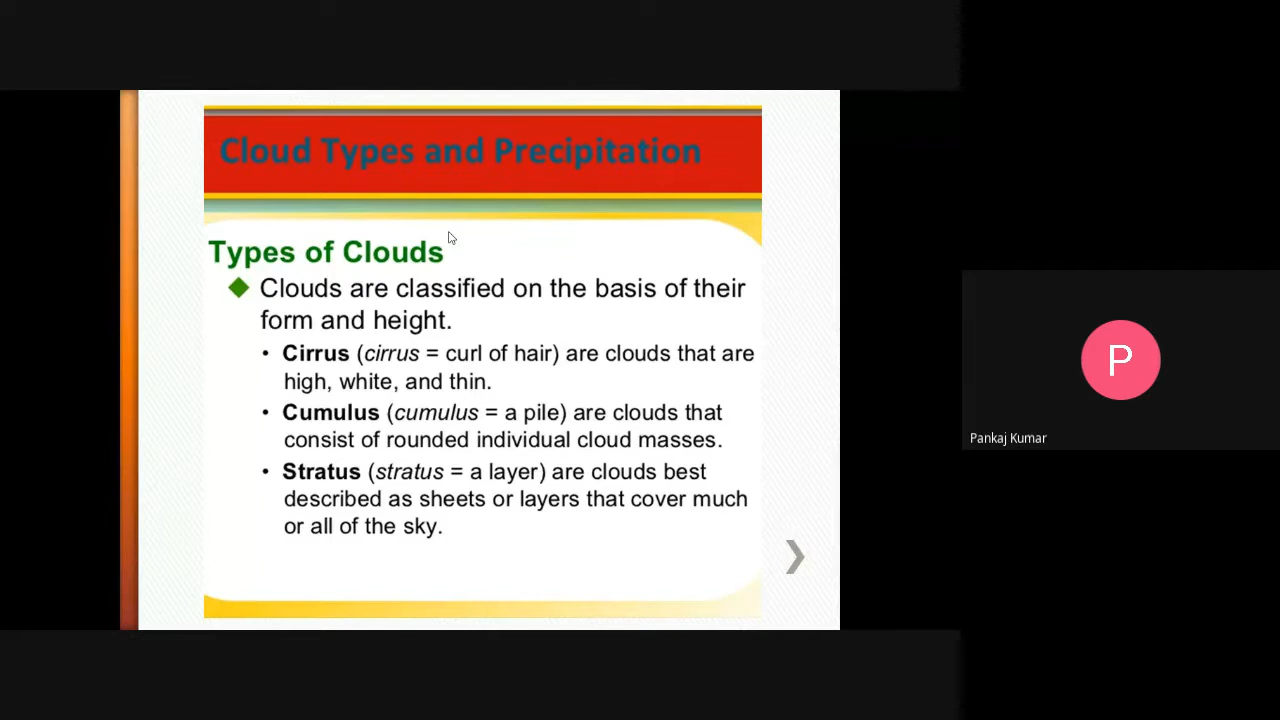 Cloud Types and Precipitation
Types of Clouds
Clouds are classified on the basis of their
form and height.
• Cirrus (cirrus = curl of hair) are clouds that are
high, white, and thin.
• Cumulus (cumulus = a pile) are clouds that
consist of rounded individual cloud masses.
• Stratus (stratus = a layer) are clouds best
described as sheets or layers that cover much
or all of the sky.
P
Pankaj Kumar